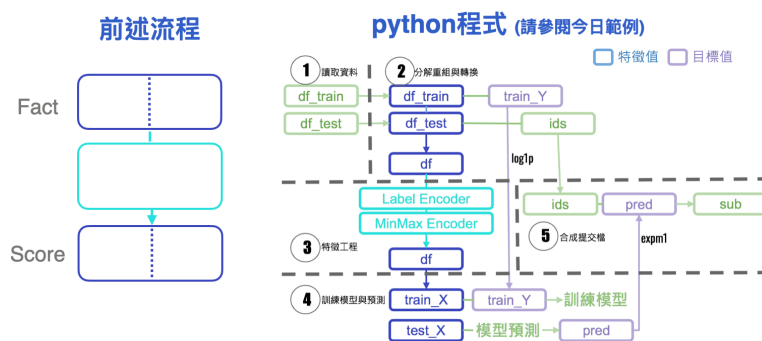 前述流程
python程式 (請參閱今日範例)
特徵值
目標值
Fact
Score
1 讀取資料
2 分解重組與轉換
df_train
df_train
train_Y
df_test
df_test
ids
df
log1p
Label Encoder
MinMax Encoder
df
3 特徵工程
ids
pred
sub
5 合成提交檔
expm1
4 訓練模型與預測
train_X
train_Y
訓練模型
test_X
模型預測
pred